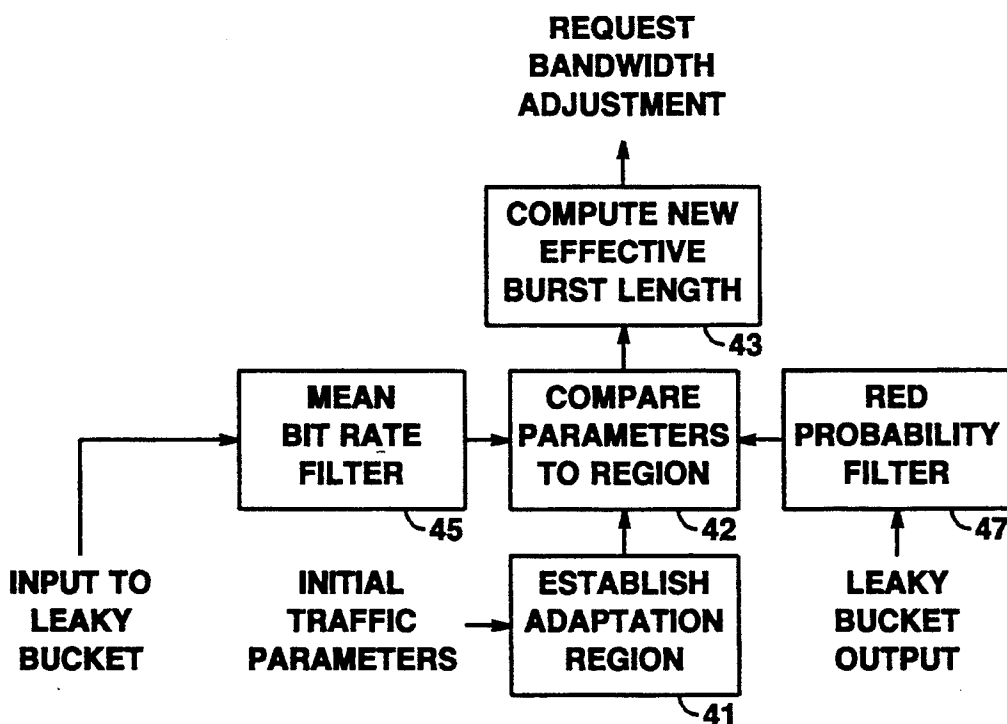 REQUEST
BANDWIDTH
ADJUSTMENT
COMPUTE NEW
EFFECTIVE
BURST LENGTH
43
MEAN
BIT RATE
FILTER
45
COMPARE
PARAMETERS
TO REGION
42
RED
PROBABILITY
FILTER
47
INPUT TO
LEAKY
BUCKET
INITIAL
TRAFFIC
PARAMETERS
ESTABLISH
ADAPTATION
REGION
41
LEAKY
BUCKET
OUTPUT